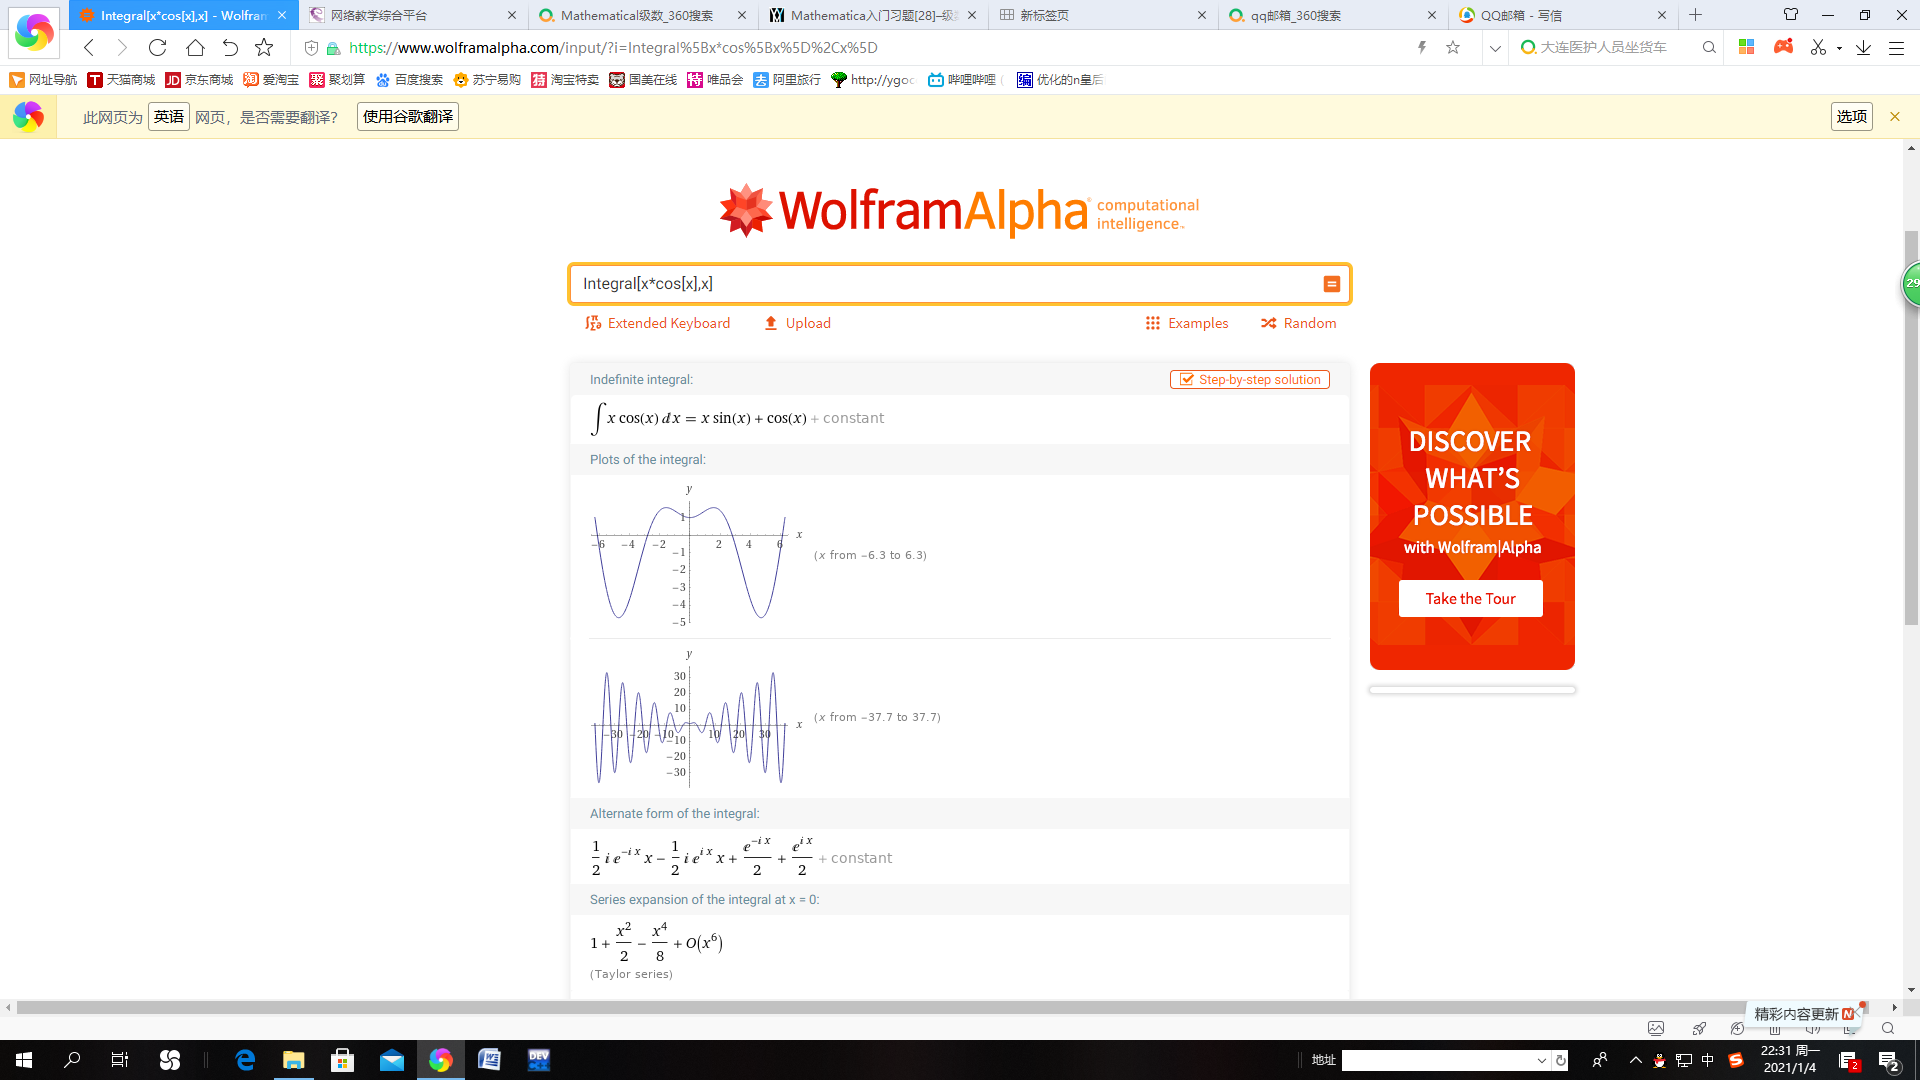 Integral[x*cos[x],x] - Wolfram
网络教学综合平台
Mathematical级数_360搜索
Mathematica入门习题[28]–级
新标签页
qq邮箱_360搜索
QQ邮箱 - 写信
https://www.wolframalpha.com/input/?i=Integral%5Bx*cos%5Bx%5D%2Cx%5D
大连医护人员坐货车
网址导航
天猫商城
京东商城
爱淘宝
聚划算
百度搜索
苏宁易购
淘宝特卖
国美在线
唯品会
阿里旅行
http://ygo
哔哩哔哩 (
优化的n皇后
此网页为 英语 网页，是否需要翻译? 使用谷歌翻译
选项
WolframAlpha computational
intelligence™
Integral[x*cos[x],x]
29
Extended Keyboard
Upload
Examples
Random
Indefinite integral:
Step-by-step solution
∫ x cos(x) dx = x sin(x) + cos(x) + constant
Plots of the integral:
y
1
x
−6 −4 −2 2 4 6
−1
−2
−3
−4
−5
(x from −6.3 to 6.3)
y
30
20
10
x
−30 −20 −10 10 20 30
−10
−20
−30
(x from −37.7 to 37.7)
Alternate form of the integral:
1/2 i e^(−i x) x − 1/2 i e^(i x) x + e^(−i x)/2 + e^(i x)/2 + constant
Series expansion of the integral at x = 0:
1 + x^2/2 − x^4/8 + O(x^6)
(Taylor series)
DISCOVER
WHAT’S
POSSIBLE
with Wolfram|Alpha
Take the Tour
精彩内容更新 N
DEV
地址
中
22:31 周一
2021/1/4
2
2